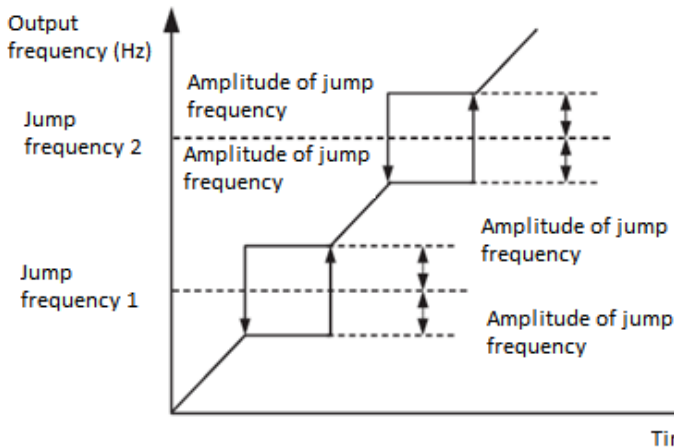 Output
frequency (Hz)
Amplitude of jump
frequency
Jump
frequency 2
Amplitude of jump
frequency
Amplitude of jump
frequency
Jump
frequency 1
Amplitude of jump
frequency